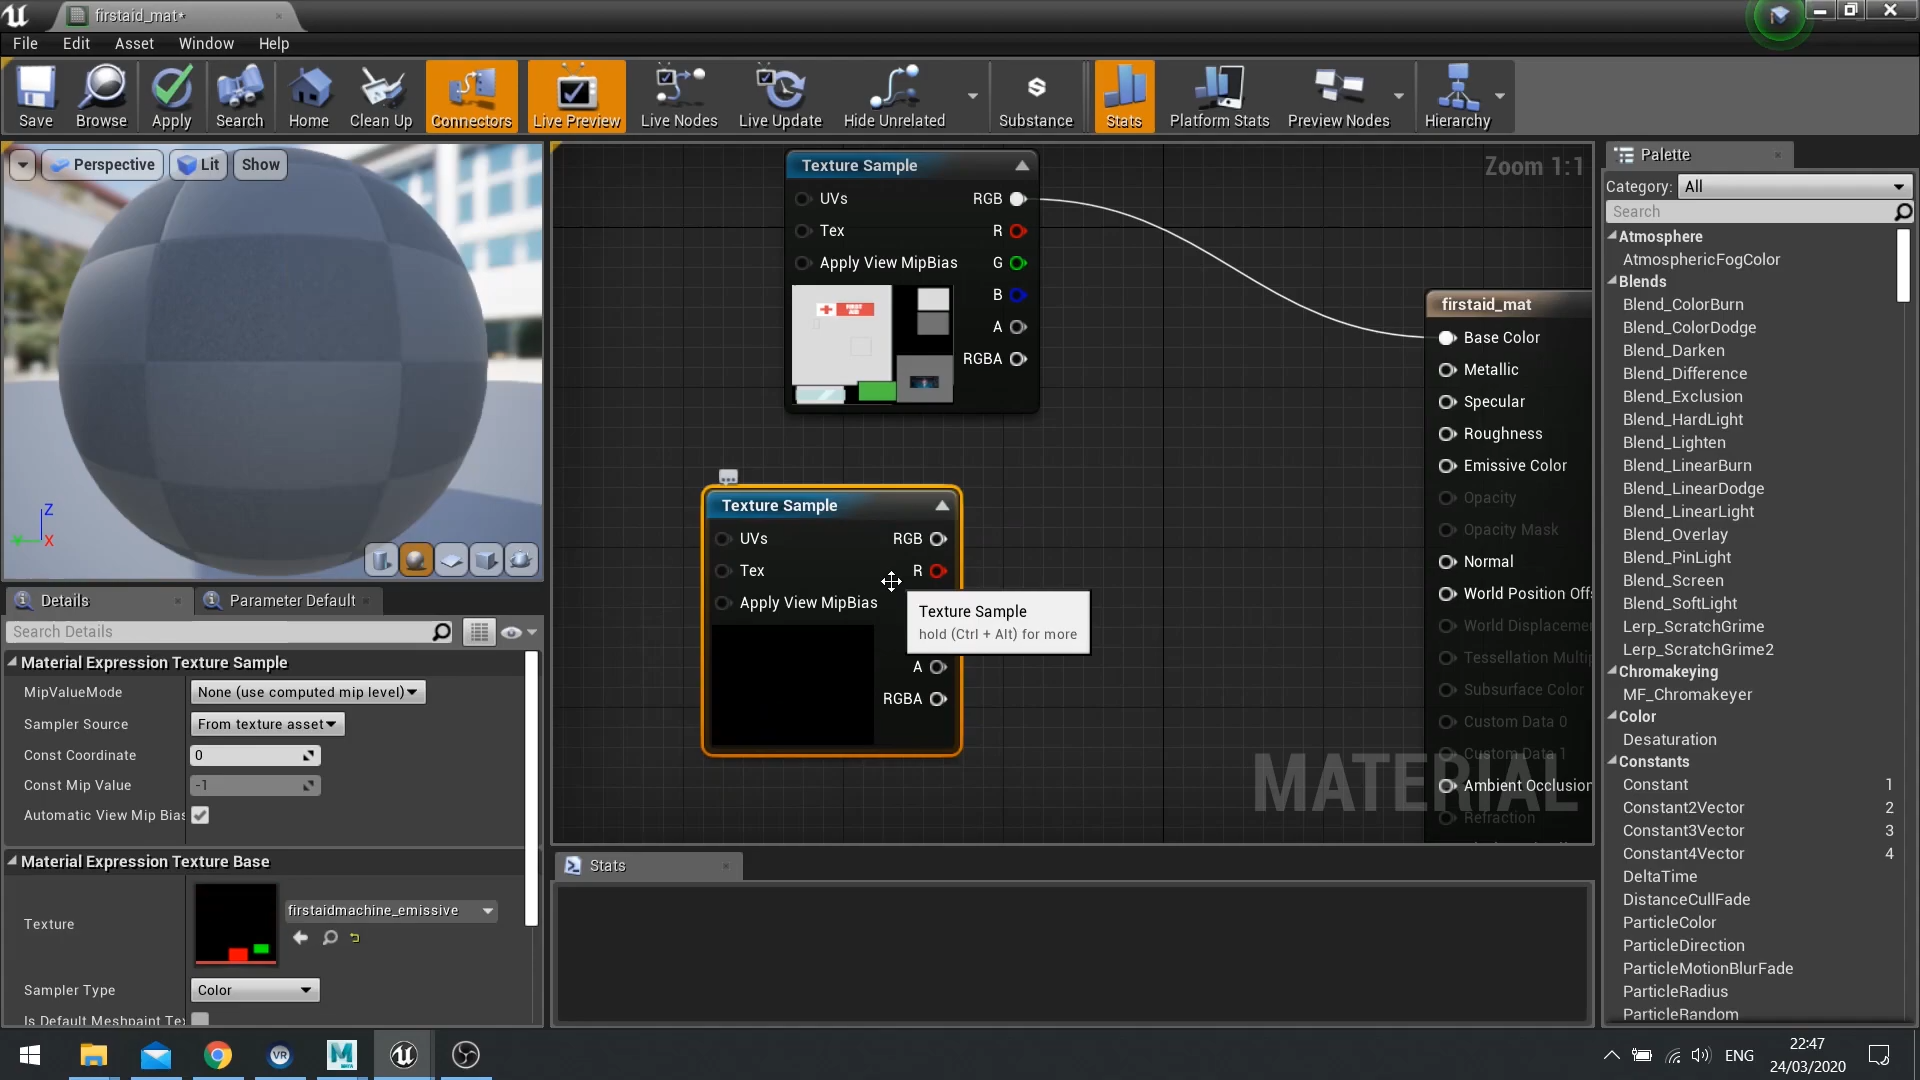 firstaid_mat*
File
Edit
Asset
Window
Help
Save
Browse
Apply
Search
Home
Clean Up
Connectors
Live Preview
Live Nodes
Live Update
Hide Unrelated
Substance
Stats
Platform Stats
Preview Nodes
Hierarchy
Perspective
Lit
Show
Z
X
Texture Sample
Zoom 1:1
UVs
RGB
Tex
R
Apply View MipBias
G
B
A
RGBA
FIRST
AID
firstaid_mat
Base Color
Metallic
Specular
Roughness
Emissive Color
Opacity
Opacity Mask
Normal
World Position Offs
World Displacemen
Tessellation Multip
Subsurface Color
Custom Data 0
Custom Data 1
Ambient Occlusion
Refraction
Texture Sample
UVs
RGB
Tex
R
Apply View MipBias
A
RGBA
Texture Sample
hold (Ctrl + Alt) for more
MATERIAL
Palette
Category:
All
Search
Atmosphere
AtmosphericFogColor
Blends
Blend_ColorBurn
Blend_ColorDodge
Blend_Darken
Blend_Difference
Blend_Exclusion
Blend_HardLight
Blend_Lighten
Blend_LinearBurn
Blend_LinearDodge
Blend_LinearLight
Blend_Overlay
Blend_PinLight
Blend_Screen
Blend_SoftLight
Lerp_ScratchGrime
Lerp_ScratchGrime2
Chromakeying
MF_Chromakeyer
Color
Desaturation
Constants
Constant 1
Constant2Vector 2
Constant3Vector 3
Constant4Vector 4
DeltaTime
DistanceCullFade
ParticleColor
ParticleDirection
ParticleMotionBlurFade
ParticleRadius
ParticleRandom
Details
Parameter Default
Search Details
Material Expression Texture Sample
MipValueMode
None (use computed mip level)
Sampler Source
From texture asset
Const Coordinate
0
Const Mip Value
-1
Automatic View Mip Bias
Material Expression Texture Base
Texture
firstaidmachine_emissive
Sampler Type
Color
Is Default Meshpaint Tex
Stats
ENG
22:47
24/03/2020